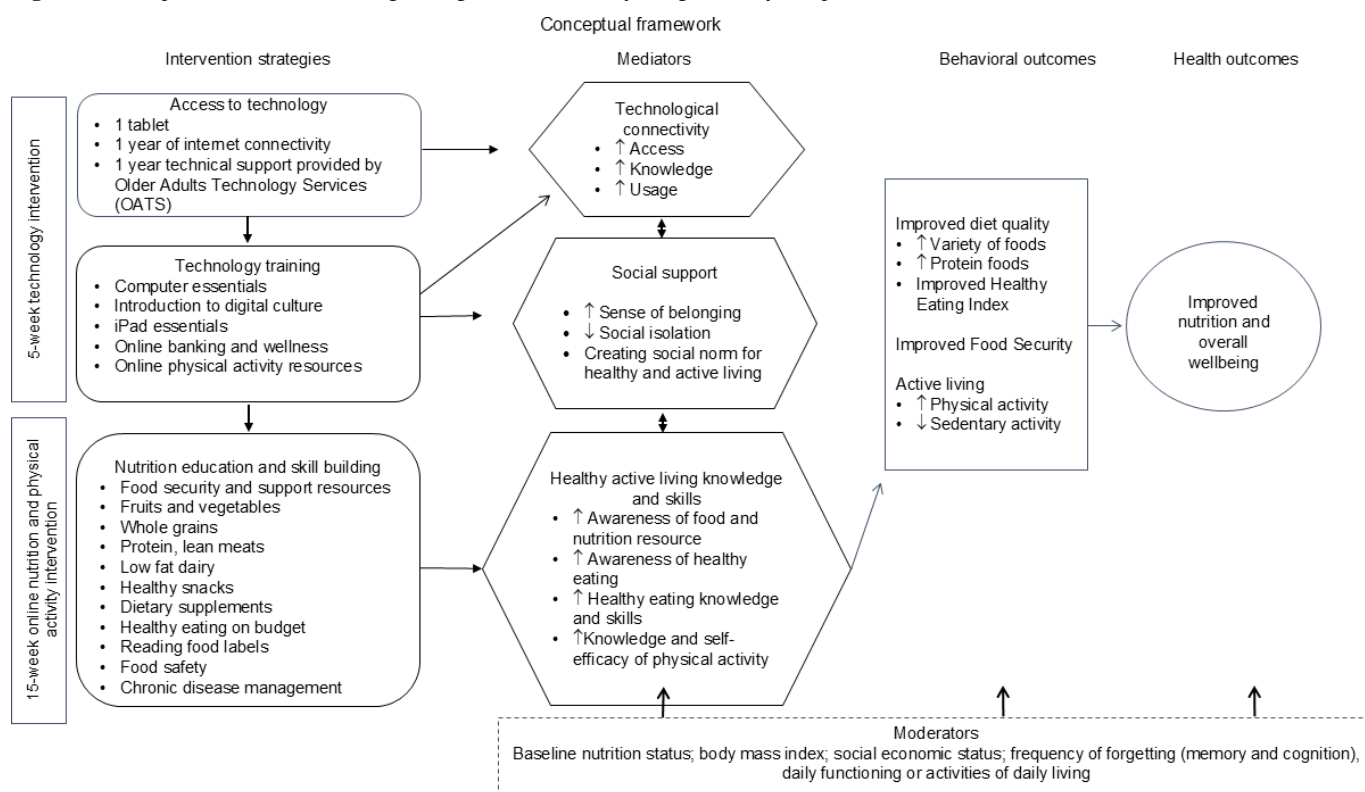 Conceptual framework
Intervention strategies
Mediators
Behavioral outcomes
Health outcomes
5-week technology intervention
Access to technology
• 1 tablet
• 1 year of internet connectivity
• 1 year technical support provided by
Older Adults Technology Services
(OATS)
Technology training
• Computer essentials
• Introduction to digital culture
• iPad essentials
• Online banking and wellness
• Online physical activity resources
15-week online nutrition and physical
activity intervention
Nutrition education and skill building
• Food security and support resources
• Fruits and vegetables
• Whole grains
• Protein, lean meats
• Low fat dairy
• Healthy snacks
• Dietary supplements
• Healthy eating on budget
• Reading food labels
• Food safety
• Chronic disease management
Technological
connectivity
• ↑ Access
• ↑ Knowledge
• ↑ Usage
Social support
• ↑ Sense of belonging
• ↓ Social isolation
• Creating social norm for
healthy and active living
Healthy active living knowledge
and skills
• ↑ Awareness of food and
nutrition resource
• ↑ Awareness of healthy
eating
• ↑ Healthy eating knowledge
and skills
• ↑Knowledge and self-
efficacy of physical activity
Improved diet quality
• ↑ Variety of foods
• ↑ Protein foods
• Improved Healthy
Eating Index
Improved Food Security
Active living
• ↑ Physical activity
• ↓ Sedentary activity
Improved
nutrition and
overall
wellbeing
Moderators
Baseline nutrition status; body mass index; social economic status; frequency of forgetting (memory and cognition),
daily functioning or activities of daily living